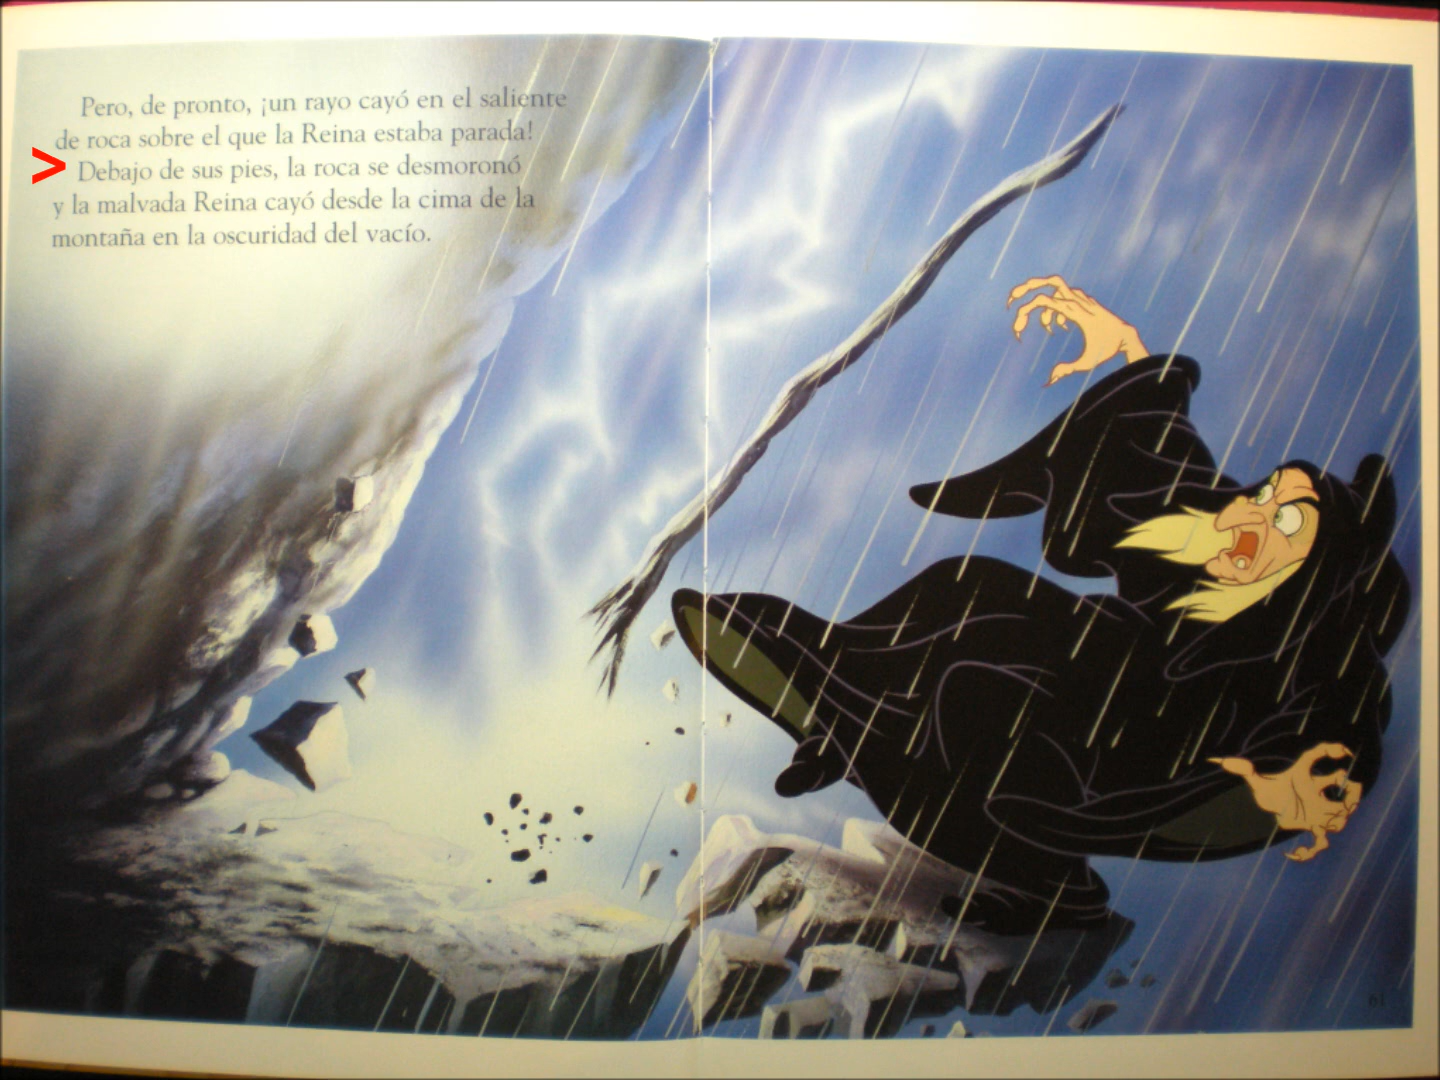 Pero, de pronto, ¡un rayo cayó en el saliente
de roca sobre el que la Reina estaba parada!
> Debajo de sus pies, la roca se desmoronó
y la malvada Reina cayó desde la cima de la
montaña en la oscuridad del vacío.
61